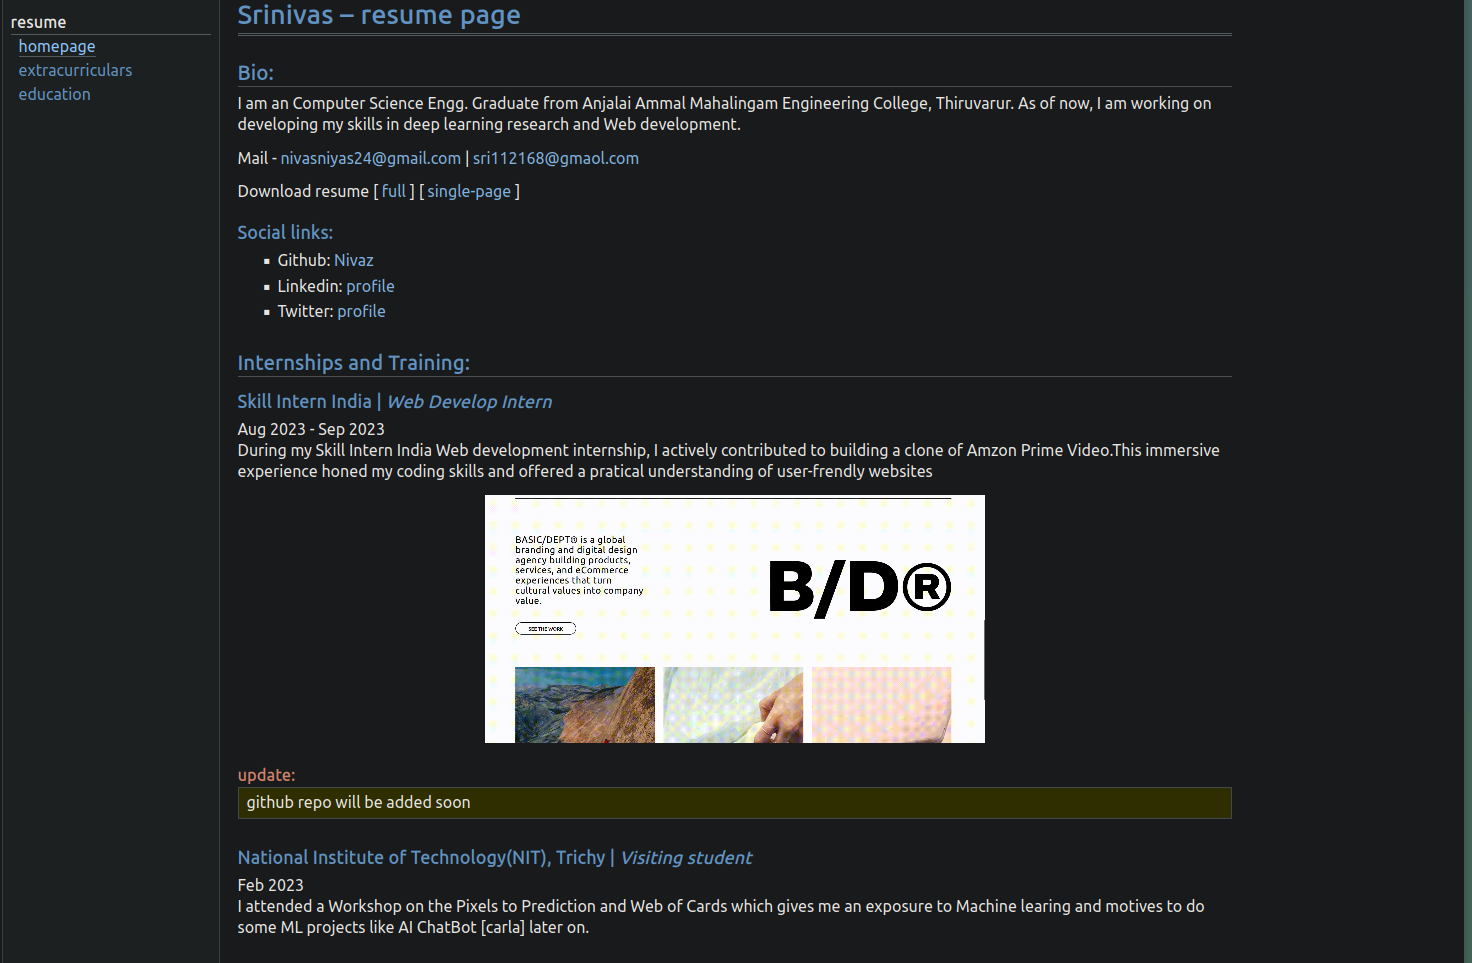 resume
homepage
extracurriculars
education
Srinivas – resume page
Bio:
I am an Computer Science Engg. Graduate from Anjalai Ammal Mahalingam Engineering College, Thiruvarur. As of now, I am working on
developing my skills in deep learning research and Web development.
Mail - nivasniyas24@gmail.com | sri112168@gmaol.com
Download resume [ full ] [ single-page ]
Social links:
▪ Github: Nivaz
▪ Linkedin: profile
▪ Twitter: profile
Internships and Training:
Skill Intern India | Web Develop Intern
Aug 2023 - Sep 2023
During my Skill Intern India Web development internship, I actively contributed to building a clone of Amzon Prime Video.This immersive
experience honed my coding skills and offered a pratical understanding of user-frendly websites
BASIC/DEPT® is a global
branding and digital design
agency building products,
services, and eCommerce
experiences that turn
cultural values into company
value.
B/D®
SEE THE WORK
update:
github repo will be added soon
National Institute of Technology(NIT), Trichy | Visiting student
Feb 2023
I attended a Workshop on the Pixels to Prediction and Web of Cards which gives me an exposure to Machine learing and motives to do
some ML projects like AI ChatBot [carla] later on.